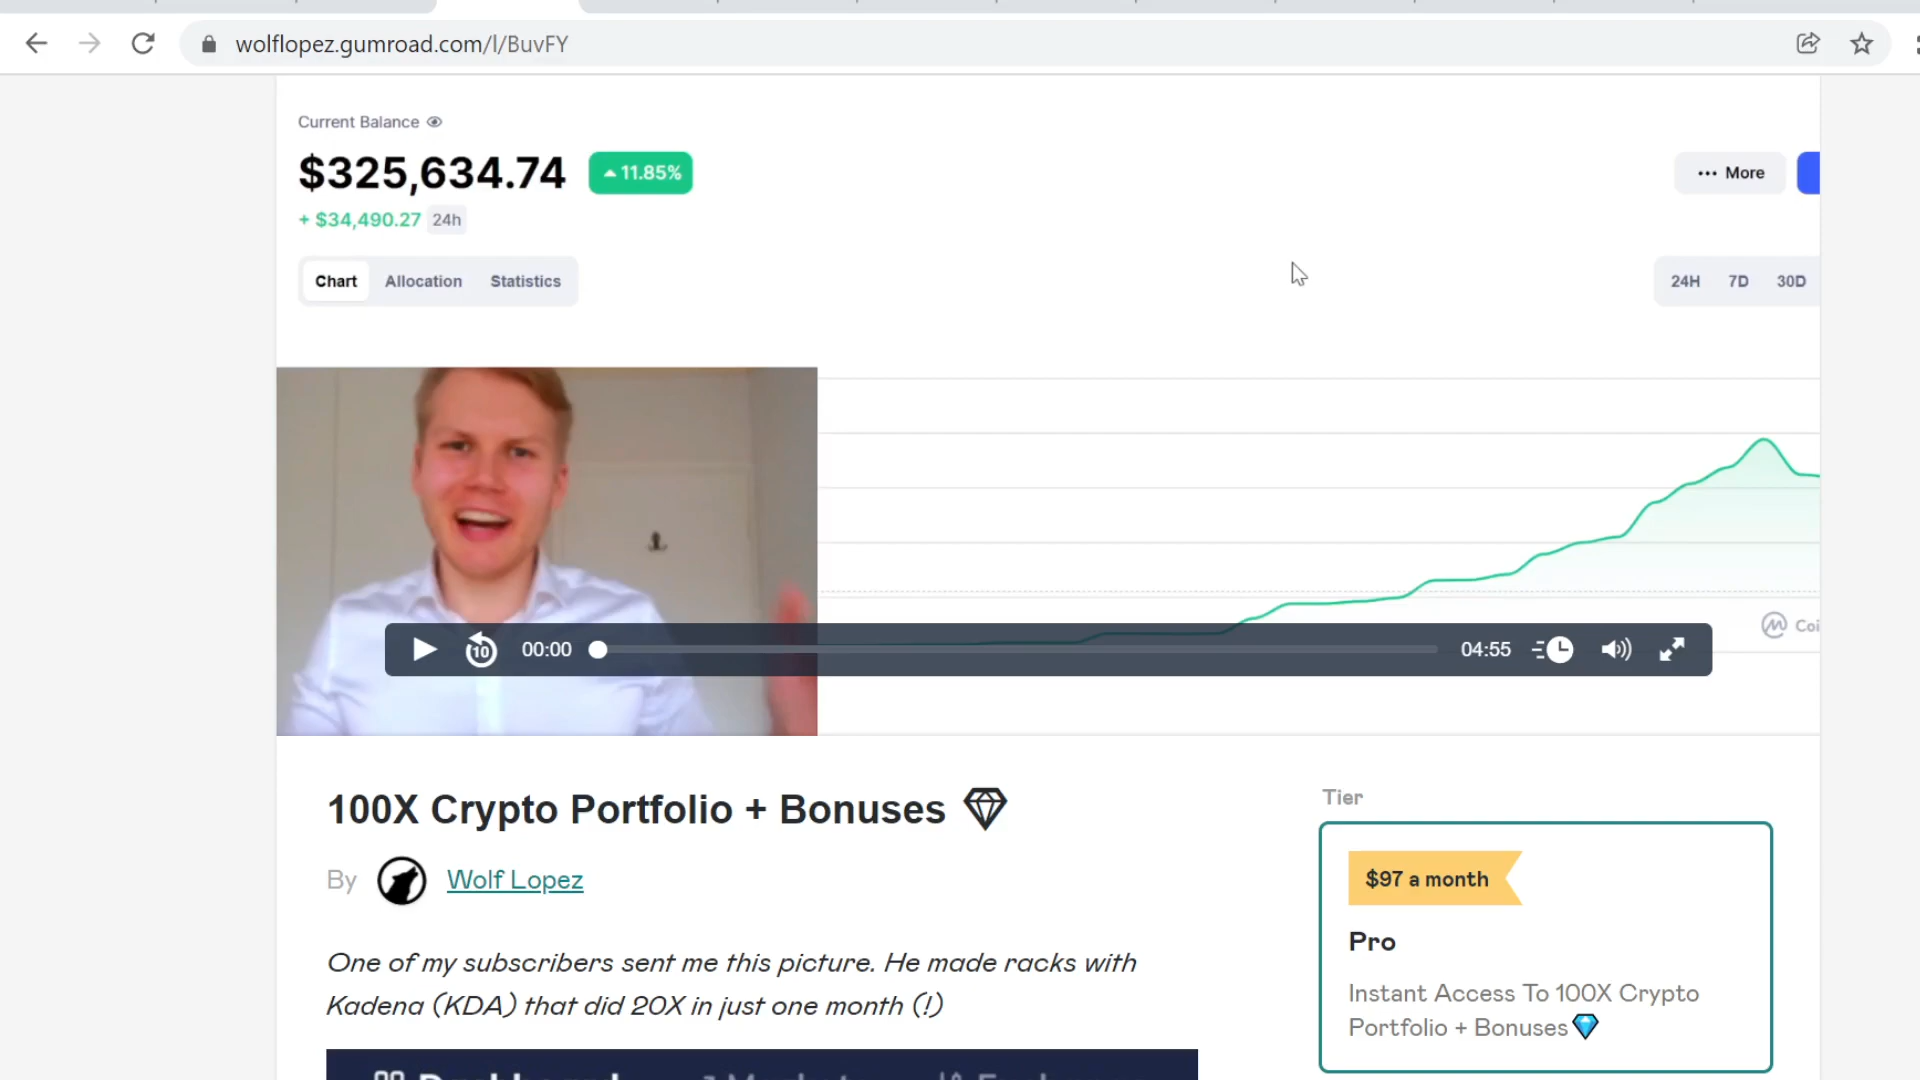 wolflopez.gumroad.com/l/BuvFY
Current Balance
$325,634.74 11.85%
+ $34,490.27 24h
••• More
Chart Allocation Statistics
24H 7D 30D
10 00:00 04:55
Coi
100X Crypto Portfolio + Bonuses
By Wolf Lopez
One of my subscribers sent me this picture. He made racks with
Kadena (KDA) that did 20X in just one month (!)
Tier
$97 a month
Pro
Instant Access To 100X Crypto
Portfolio + Bonuses